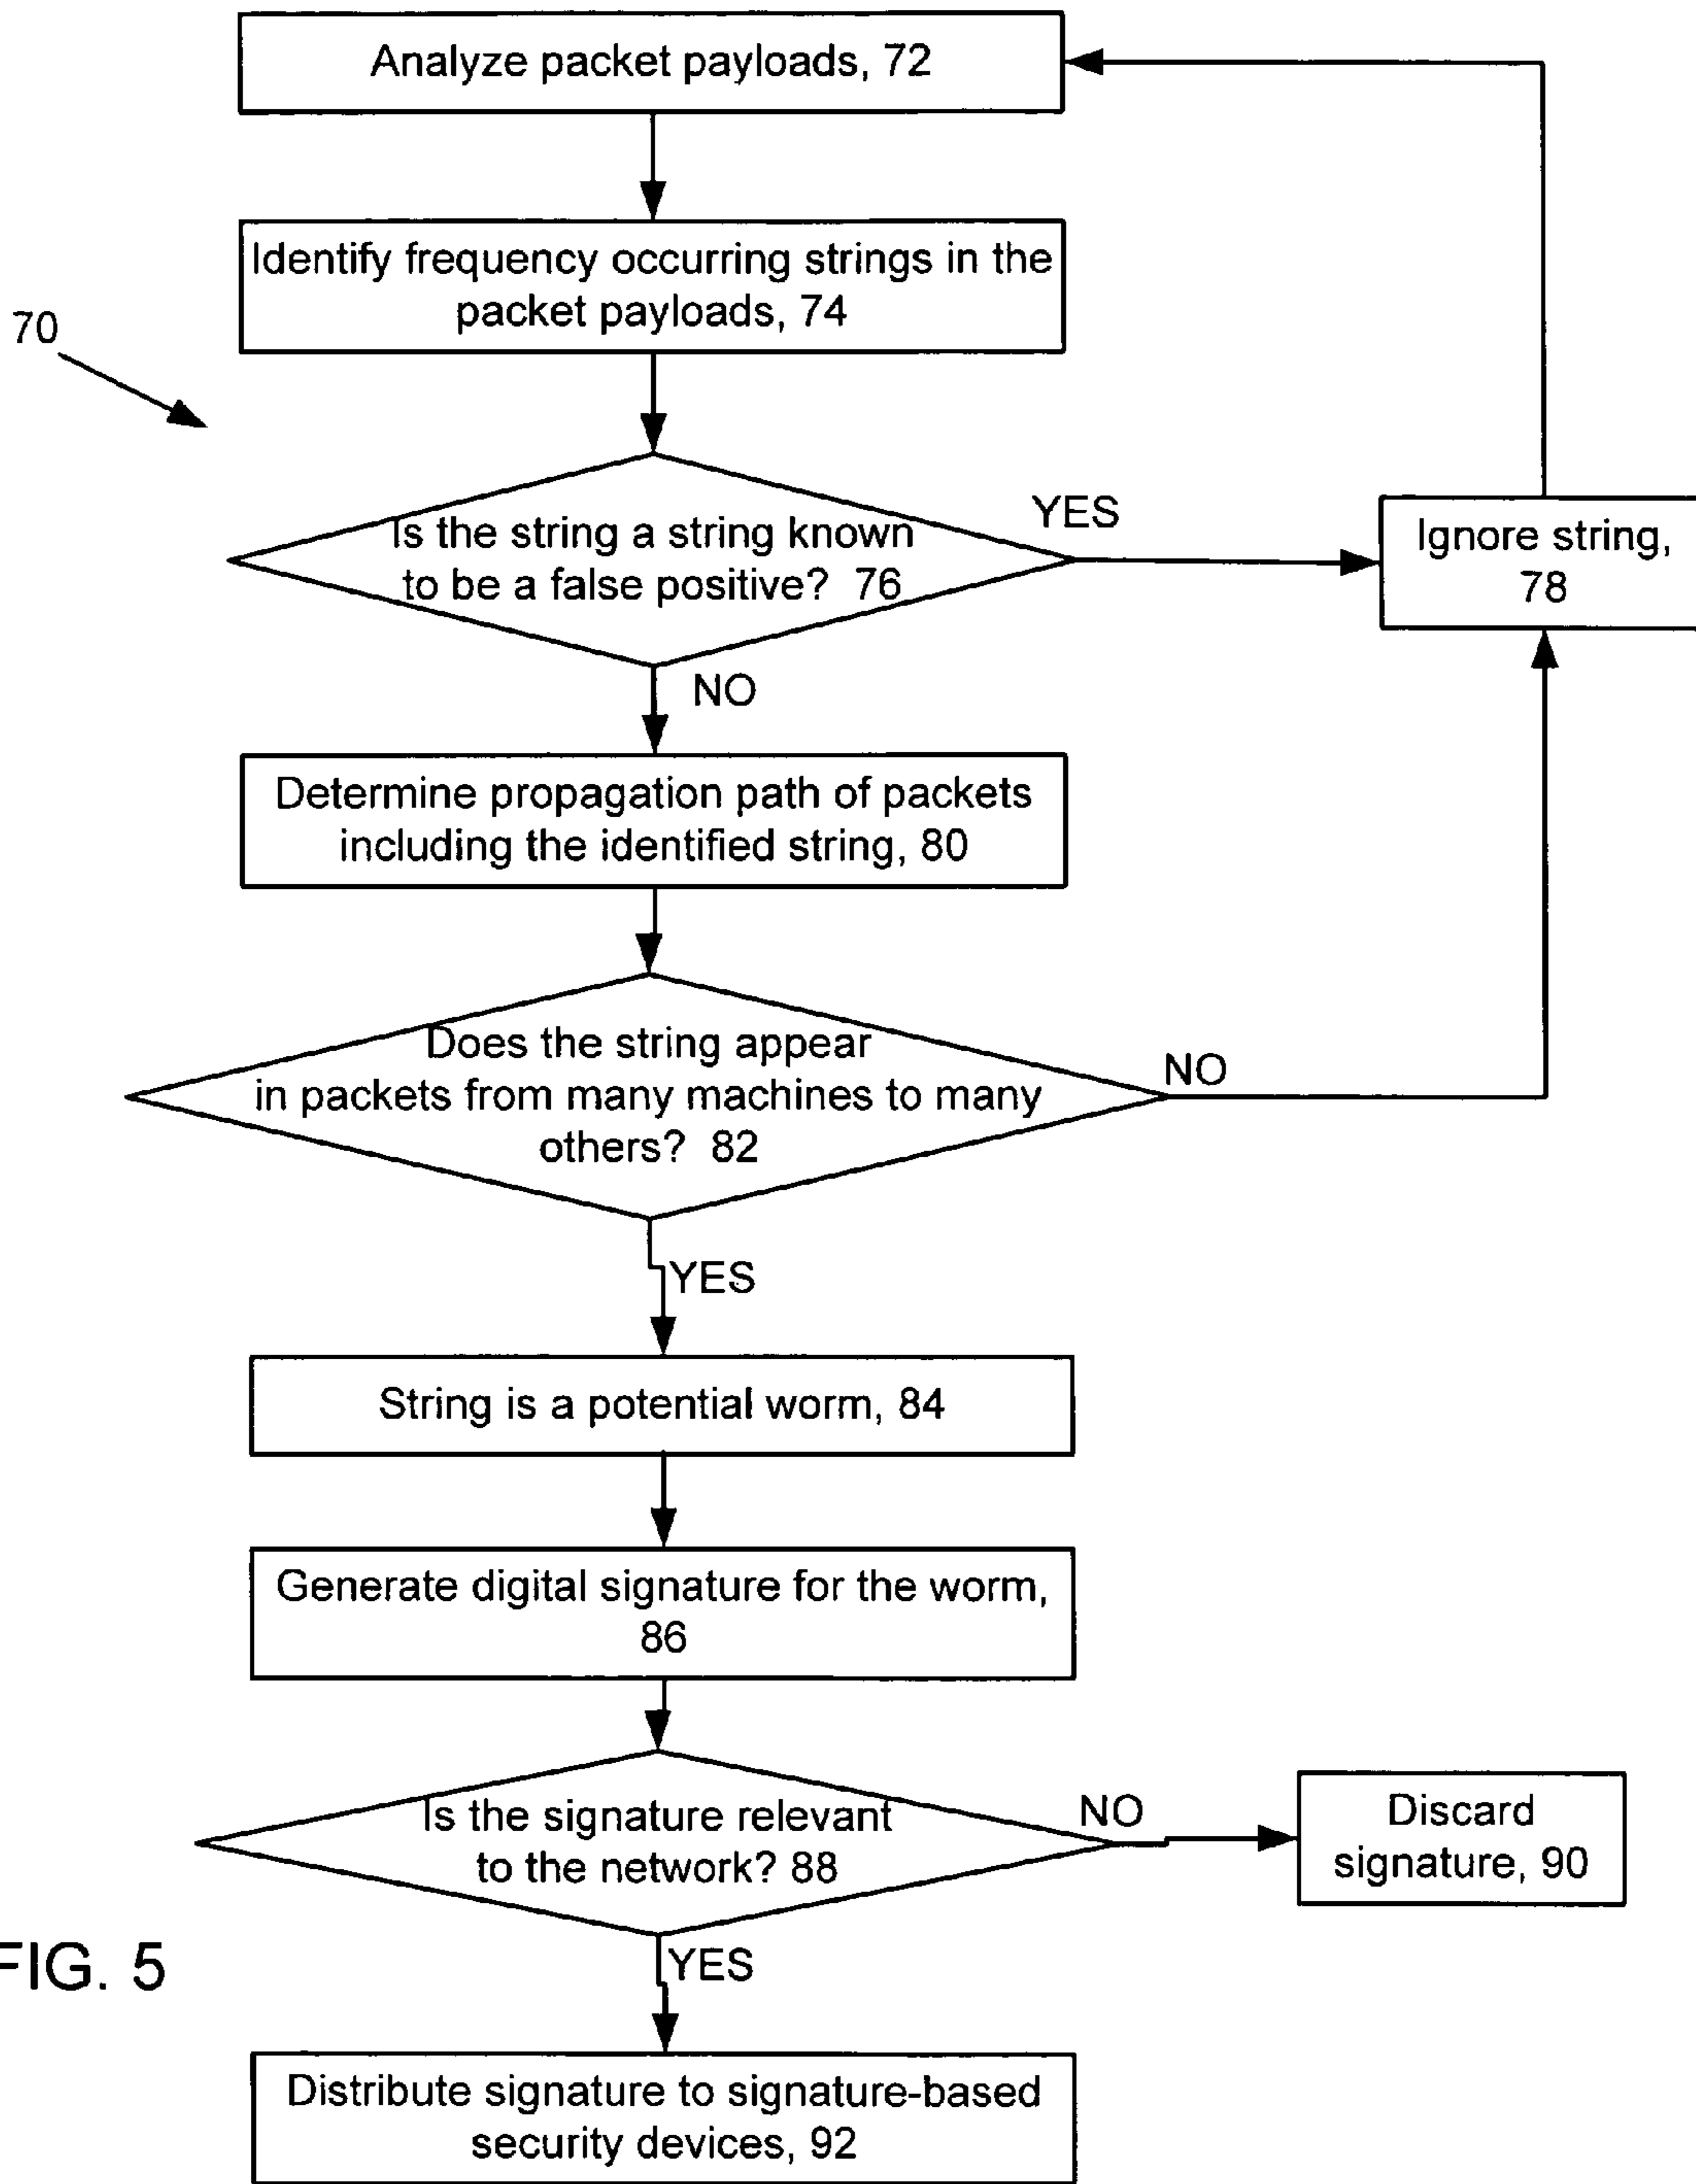 Analyze packet payloads, 72
Identify frequency occurring strings in the
packet payloads, 74
70
Is the string a string known
to be a false positive? 76
YES
Ignore string,
78
NO
Determine propagation path of packets
including the identified string, 80
Does the string appear
in packets from many machines to many
others? 82
NO
YES
String is a potential worm, 84
Generate digital signature for the worm,
86
Is the signature relevant
to the network? 88
NO
Discard
signature, 90
YES
FIG. 5
Distribute signature to signature-based
security devices, 92